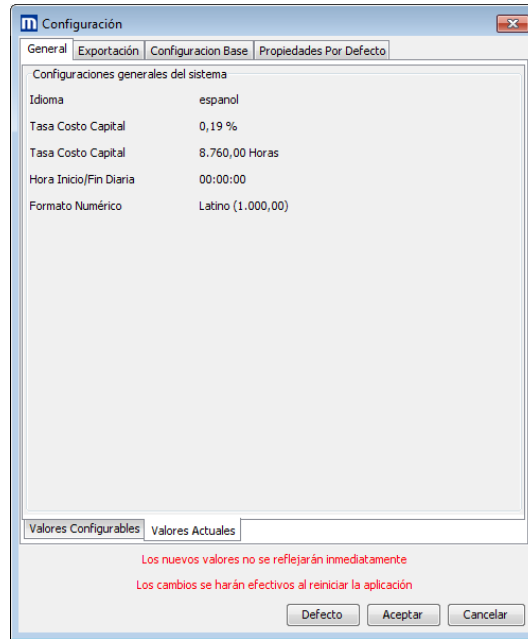 m Configuración
General Exportación Configuracion Base Propiedades Por Defecto
Configuraciones generales del sistema
Idioma espanol
Tasa Costo Capital 0,19 %
Tasa Costo Capital 8.760,00 Horas
Hora Inicio/Fin Diaria 00:00:00
Formato Numérico Latino (1.000,00)
Valores Configurables Valores Actuales
Los nuevos valores no se reflejarán inmediatamente
Los cambios se harán efectivos al reiniciar la aplicación
Defecto Aceptar Cancelar